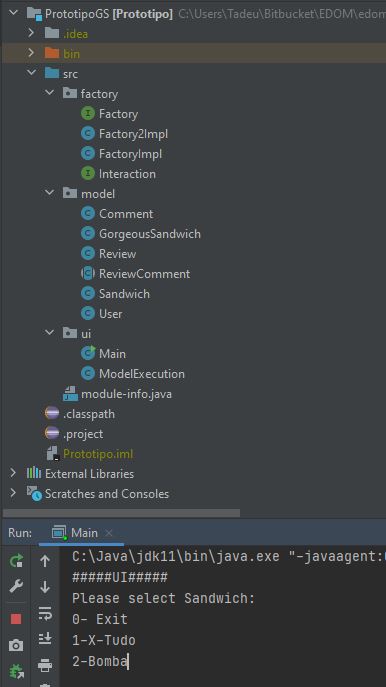 PrototipoGS [Prototipo] C:\Users\Tadeu\Bitbucket\EDOM\edom
.idea
bin
src
factory
Factory
Factory2Impl
FactoryImpl
Interaction
model
Comment
GorgeousSandwich
Review
ReviewComment
Sandwich
User
ui
Main
ModelExecution
module-info.java
.classpath
.project
Prototipo.iml
External Libraries
Scratches and Consoles
Run: Main
C:\Java\jdk11\bin\java.exe "-javaagent:
#####UI#####
Please select Sandwich:
0- Exit
1-X-Tudo
2-Bomba